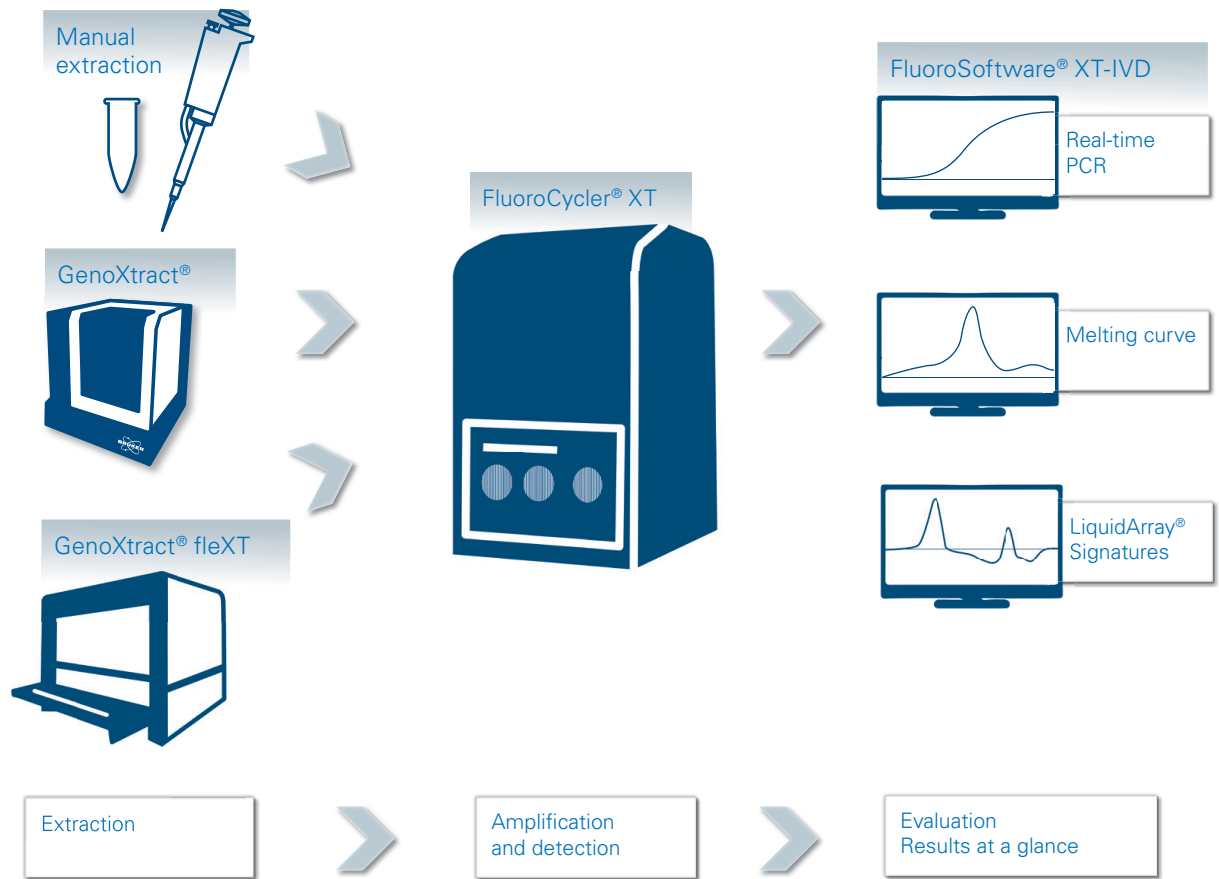 Manual
extraction
GenoXtract®
BRUKER
GenoXtract® fleXT
FluoroCycler® XT
FluoroSoftware® XT-IVD
Real-time
PCR
Melting curve
LiquidArray®
Signatures
Extraction
Amplification
and detection
Evaluation
Results at a glance